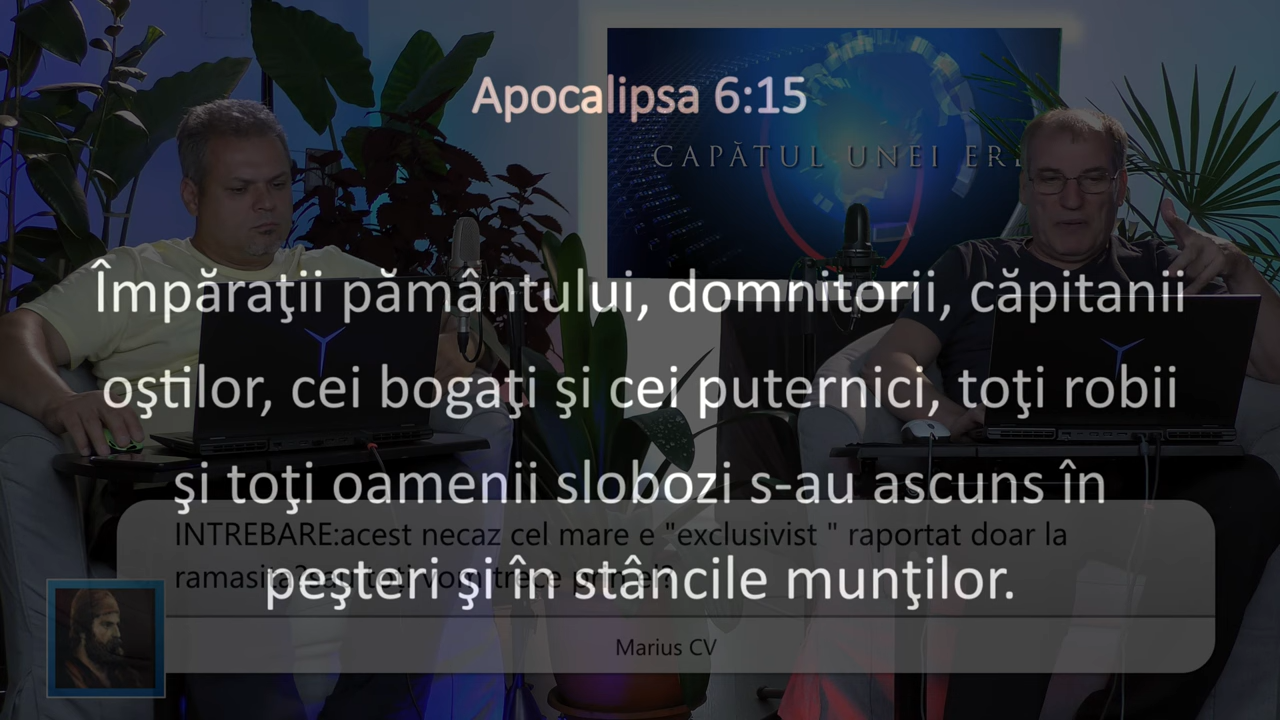 Apocalipsa 6:15
CAPĂTUL UNEI ERE
Împăraţii pământului, domnitorii, căpitanii
oştilor, cei bogaţi şi cei puternici, toţi robii
şi toţi oamenii slobozi s-au ascuns în
peşteri şi în stâncile munţilor.
INTREBARE:acest necaz cel mare e "exclusivist " raportat doar la
Marius CV